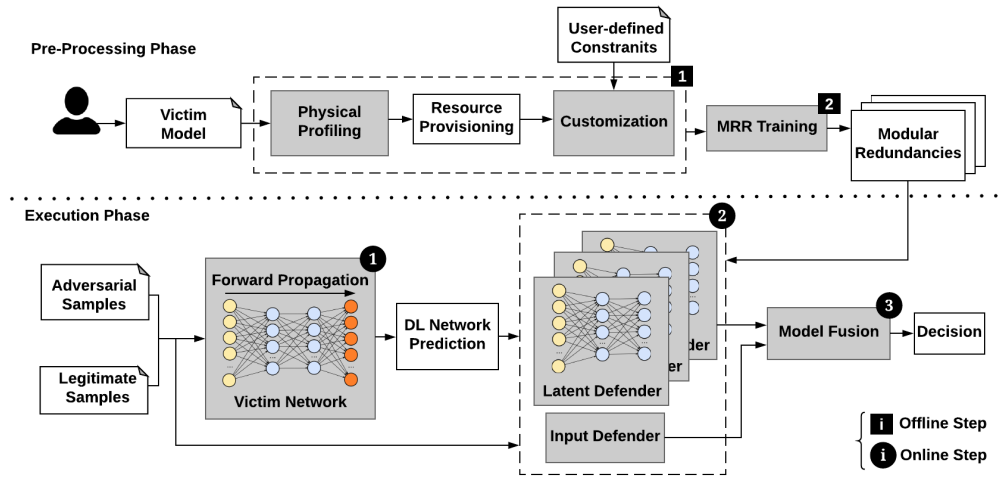 User-defined
Constranits
Pre-Processing Phase
1
Victim
Model
Physical
Profiling
Resource
Provisioning
Customization
2
MRR Training
Modular
Redundancies
Execution Phase
Adversarial
Samples
Legitimate
Samples
1
Forward Propagation
...
...
...
...
Victim Network
DL Network
Prediction
2
...
...
...
Latent Defender
der
Input Defender
3
Model Fusion
Decision
i Offline Step
i Online Step